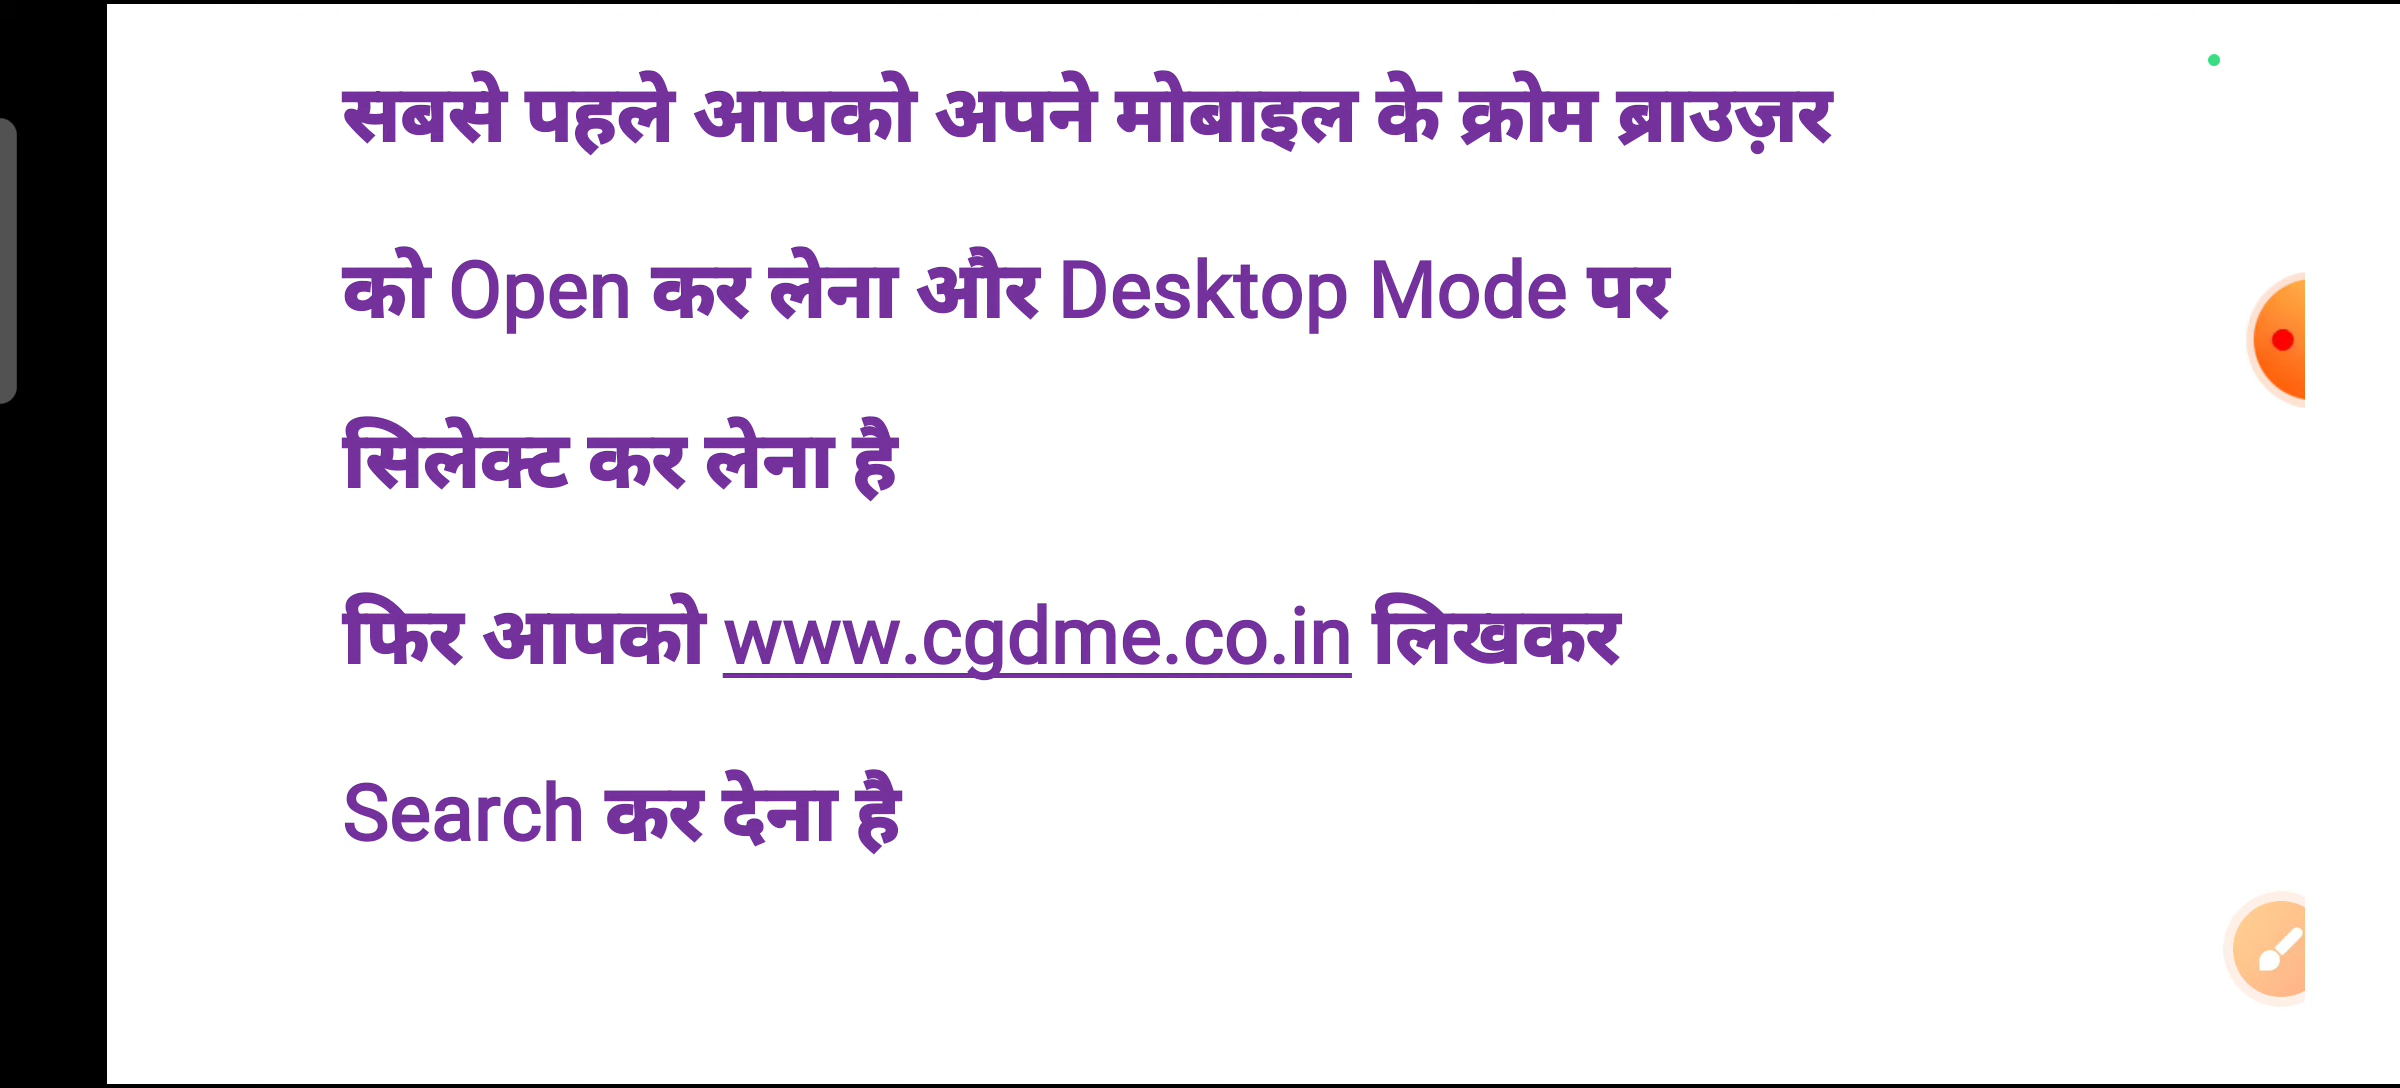 सबसे पहले आपको अपने मोबाइल के क्रोम ब्राउज़र
को Open कर लेना और Desktop Mode पर
सिलेक्ट कर लेना है
फिर आपको www.cgdme.co.in लिखकर
Search कर देना है